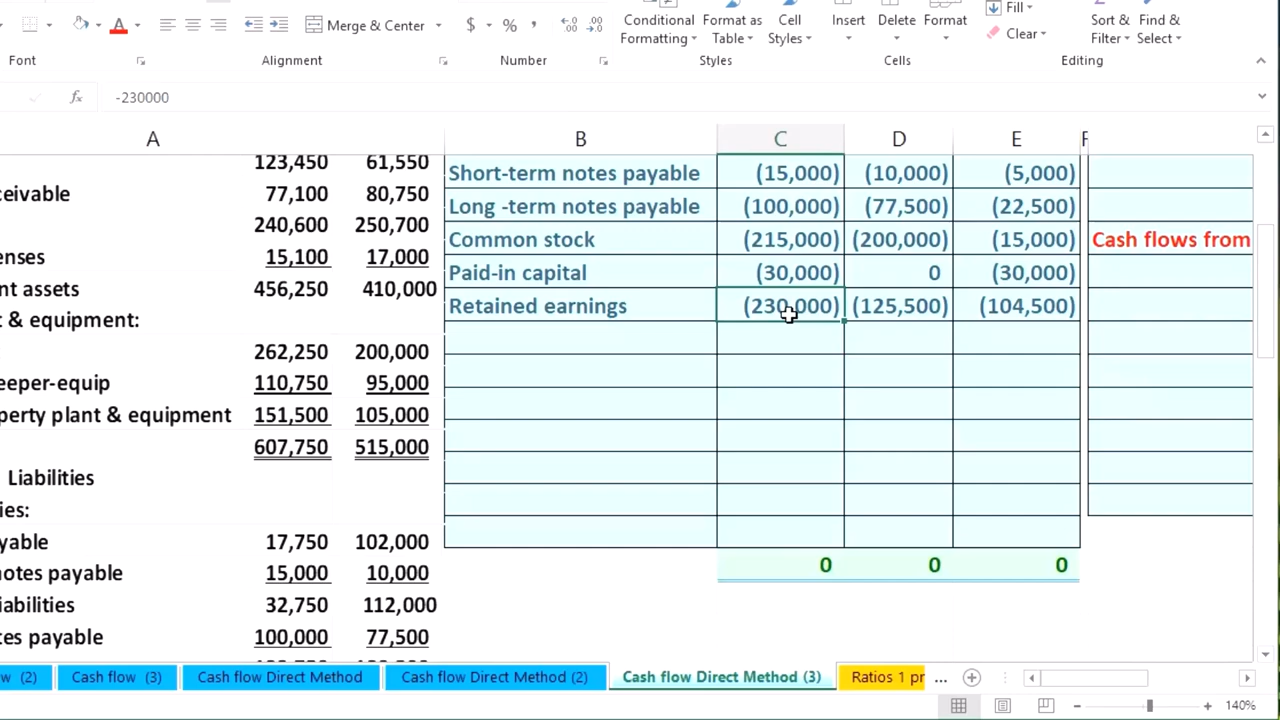 Merge & Center
$ % ,
Conditional Format as Cell Insert Delete Format
Formatting Table Styles
Fill
Clear
Sort & Find &
Filter Select
Font Alignment Number Styles Cells Editing
fx -230000
A B C D E F
123,450 61,550 Short-term notes payable (15,000) (10,000) (5,000)
ceivable 77,100 80,750 Long -term notes payable (100,000) (77,500) (22,500)
240,600 250,700 Common stock (215,000) (200,000) (15,000) Cash flows from
enses 15,100 17,000 Paid-in capital (30,000) 0 (30,000)
nt assets 456,250 410,000 Retained earnings (230,000) (125,500) (104,500)
t & equipment:
262,250 200,000
eeper-equip 110,750 95,000
perty plant & equipment 151,500 105,000
607,750 515,000
Liabilities
ies:
yable 17,750 102,000
notes payable 15,000 10,000 0 0 0
iabilities 32,750 112,000
tes payable 100,000 77,500
w (2) Cash flow (3) Cash flow Direct Method Cash flow Direct Method (2) Cash flow Direct Method (3) Ratios 1 pr ...
140%